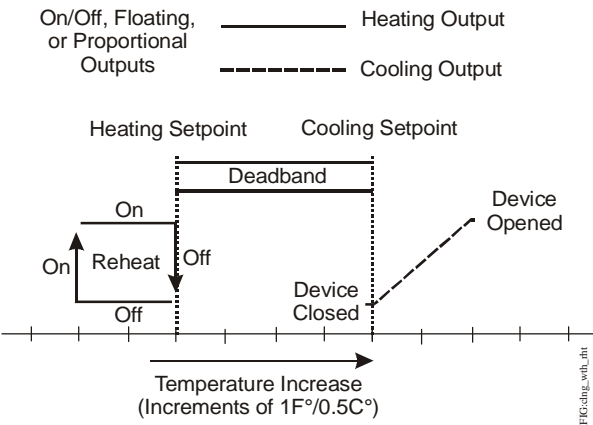 On/Off, Floating,
or Proportional
Outputs
Heating Output
Cooling Output
Heating Setpoint
Cooling Setpoint
Deadband
On
On
Reheat
Off
Off
Device
Opened
Device
Closed
Temperature Increase
(Increments of 1F°/0.5C°)
FIG:clng_wth_rht